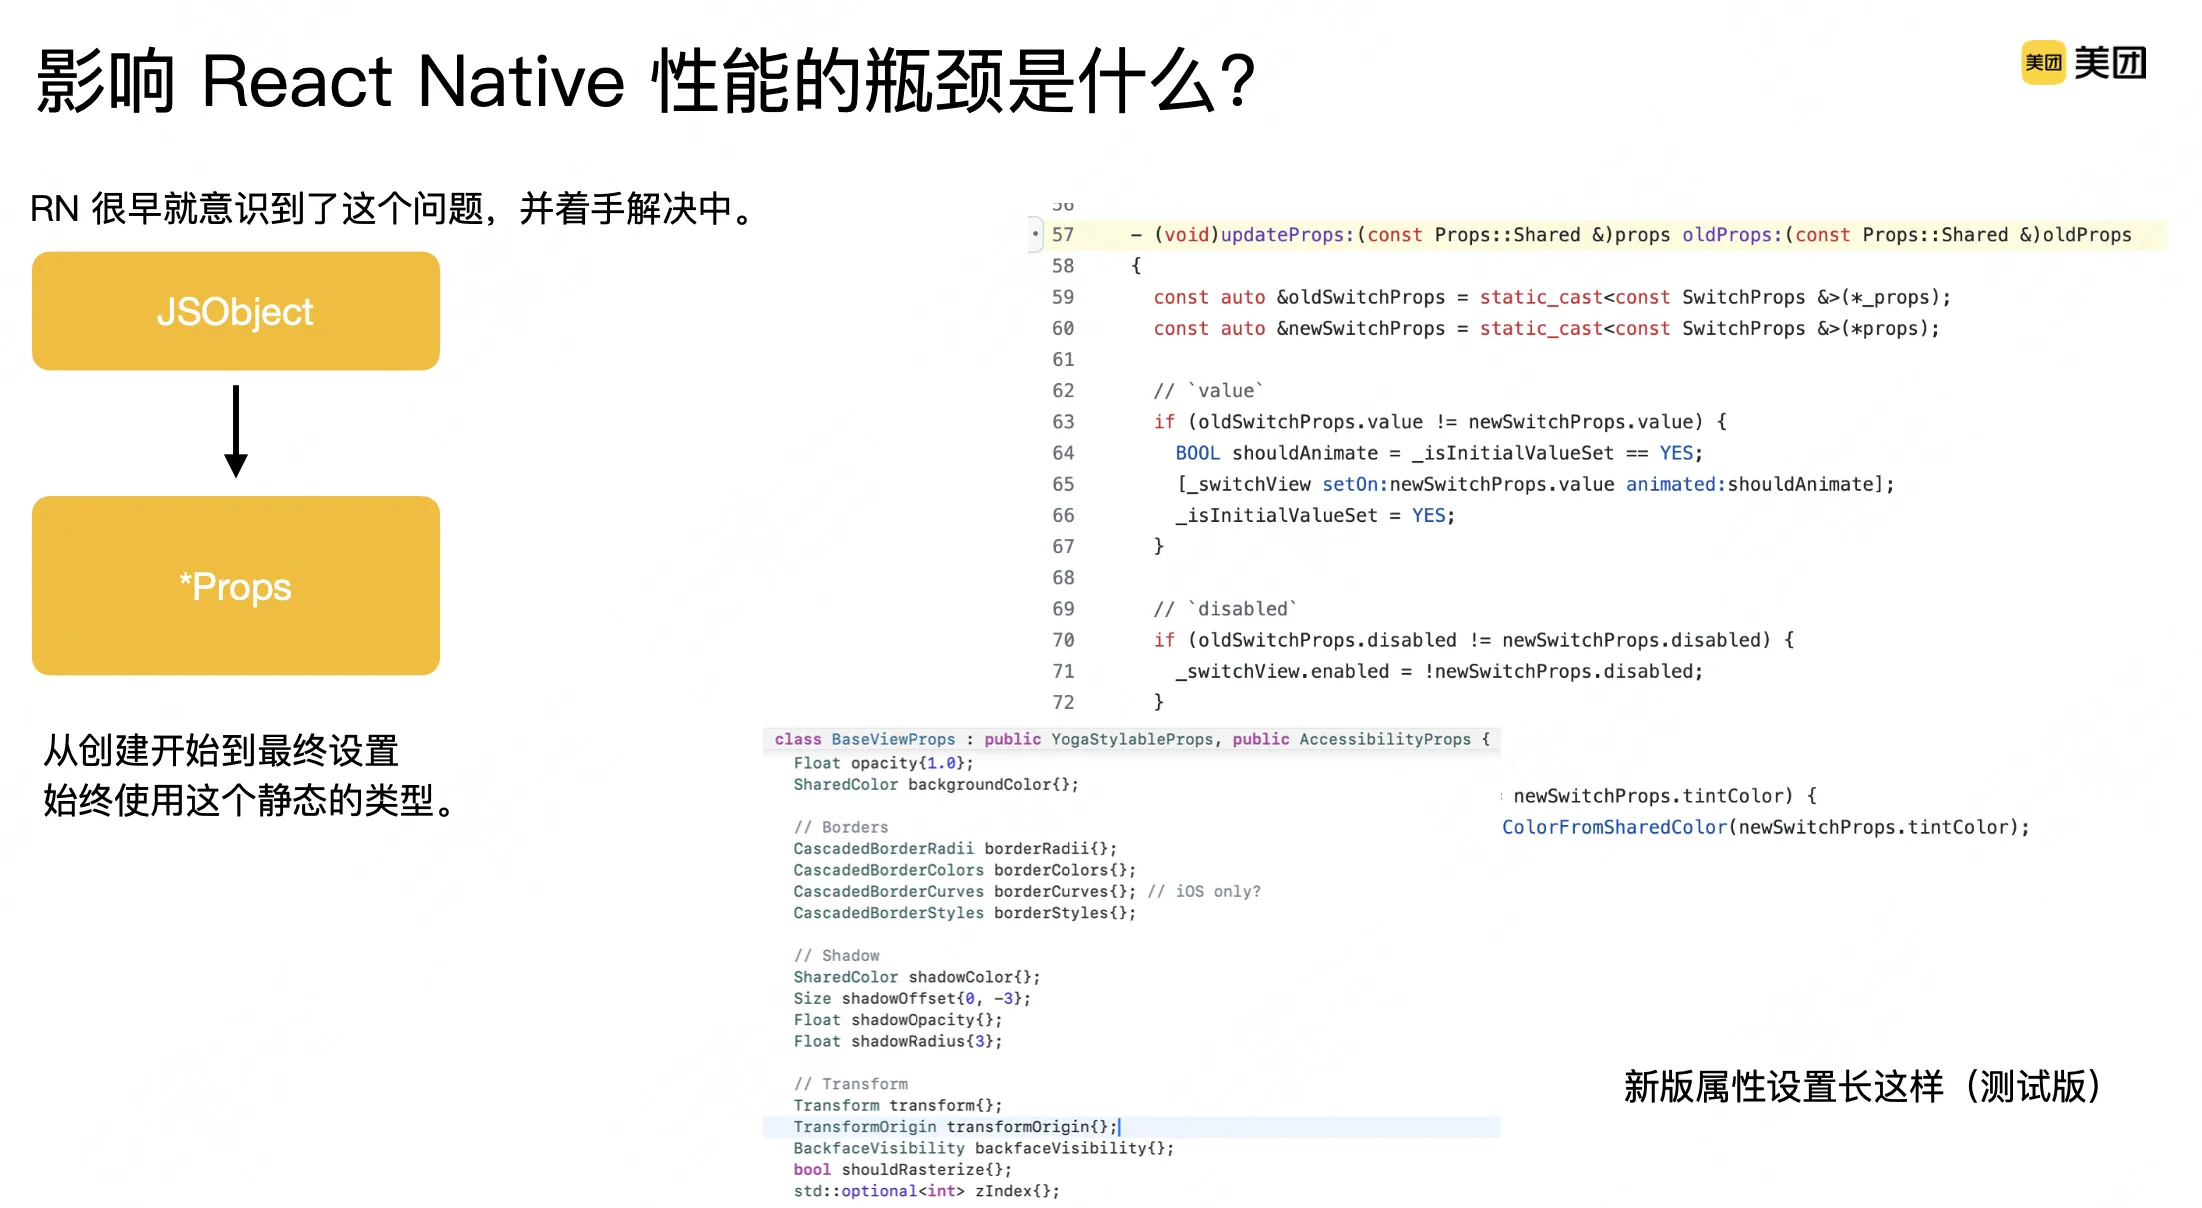 影响 React Native 性能的瓶颈是什么？
美团 美团
RN 很早就意识到了这个问题，并着手解决中。
JSObject
*Props
从创建开始到最终设置
始终使用这个静态的类型。
56
57 - (void)updateProps:(const Props::Shared &)props oldProps:(const Props::Shared &)oldProps
58 {
59 const auto &oldSwitchProps = static_cast<const SwitchProps &>(*_props);
60 const auto &newSwitchProps = static_cast<const SwitchProps &>(*props);
61
62 // `value`
63 if (oldSwitchProps.value != newSwitchProps.value) {
64 BOOL shouldAnimate = _isInitialValueSet == YES;
65 [_switchView setOn:newSwitchProps.value animated:shouldAnimate];
66 _isInitialValueSet = YES;
67 }
68
69 // `disabled`
70 if (oldSwitchProps.disabled != newSwitchProps.disabled) {
71 _switchView.enabled = !newSwitchProps.disabled;
72 }
newSwitchProps.tintColor) {
ColorFromSharedColor(newSwitchProps.tintColor);
class BaseViewProps : public YogaStylableProps, public AccessibilityProps {
Float opacity{1.0};
SharedColor backgroundColor{};
// Borders
CascadedBorderRadii borderRadii{};
CascadedBorderColors borderColors{};
CascadedBorderCurves borderCurves{}; // iOS only?
CascadedBorderStyles borderStyles{};
// Shadow
SharedColor shadowColor{};
Size shadowOffset{0, -3};
Float shadowOpacity{};
Float shadowRadius{3};
// Transform
Transform transform{};
TransformOrigin transformOrigin{};
BackfaceVisibility backfaceVisibility{};
bool shouldRasterize{};
std::optional<int> zIndex{};
新版属性设置长这样（测试版）